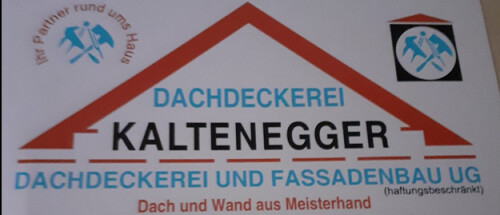 Ihr Partner rund ums Haus
DACHDECKEREI
KALTENEGGER
DACHDECKEREI UND FASSADENBAU UG
(haftungsbeschränkt)
Dach und Wand aus Meisterhand